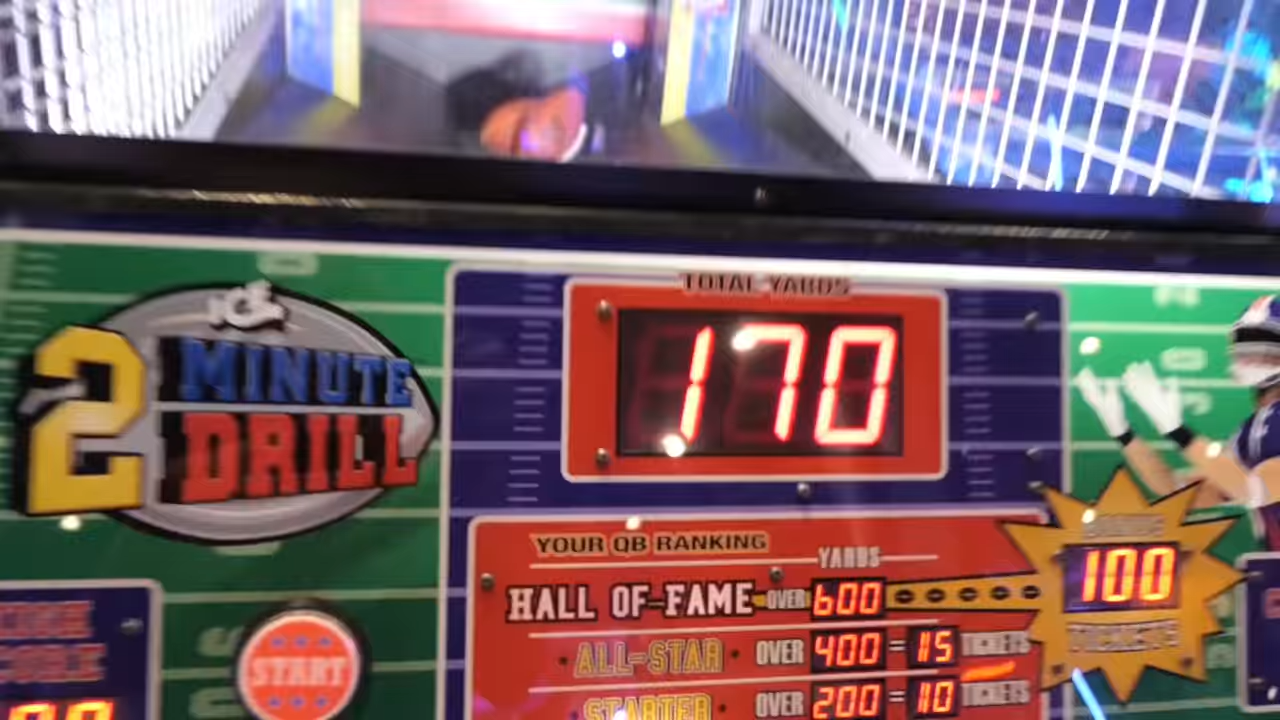 ICE
2 MINUTE
DRILL
TOTAL YARDS
170
YOUR QB RANKING
YARDS
HALL OF FAME OVER 600
100
TICKETS
ALL-STAR OVER 400 = 15 TICKETS
STARTER OVER 200 = 10 TICKETS
START